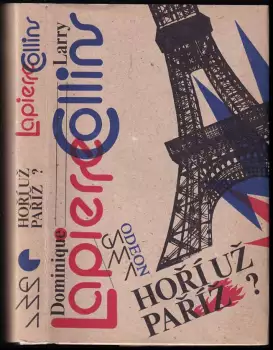 Lapierre
Collins
HOŘÍ UŽ
PAŘÍŽ ?
Dominique
Lapierre
Larry
Collins
ODEON
HOŘÍ UŽ
PAŘÍŽ ?